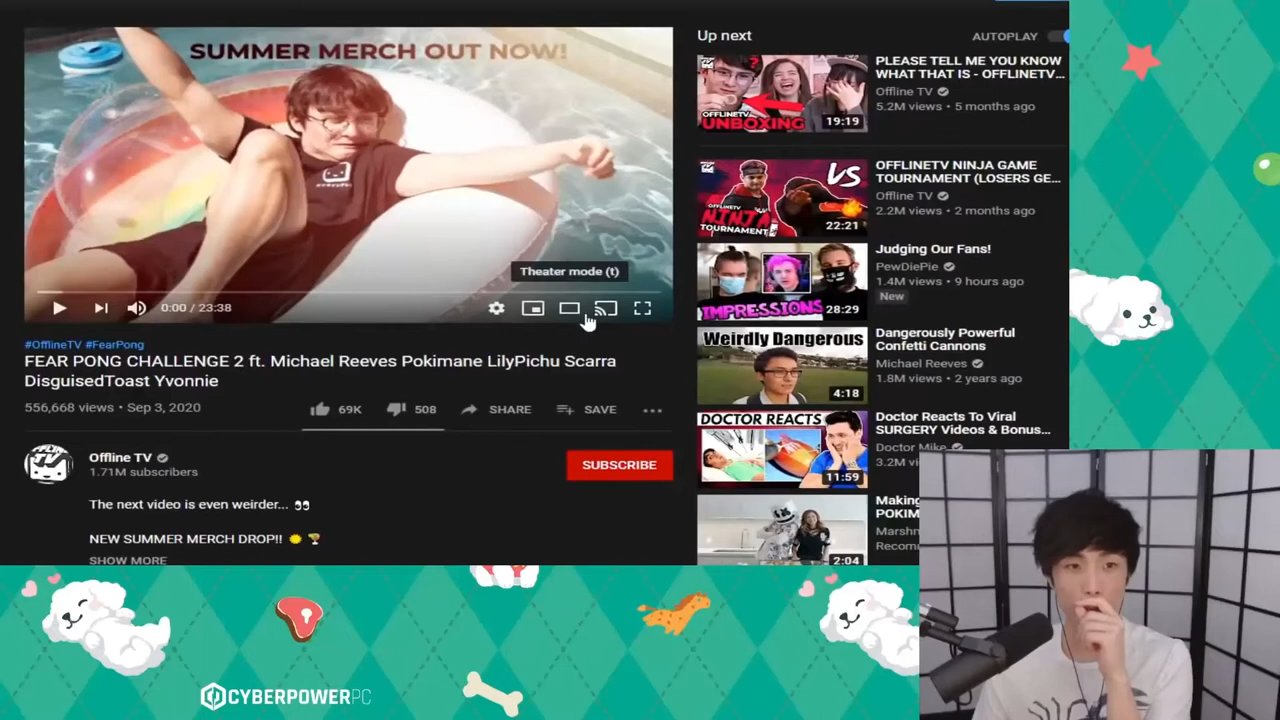 SUMMER MERCH OUT NOW!
Theater mode (t)
0:00 / 23:38
#OfflineTV #FearPong
FEAR PONG CHALLENGE 2 ft. Michael Reeves Pokimane LilyPichu Scarra
DisguisedToast Yvonnie
556,668 views • Sep 3, 2020
69K
508
SHARE
SAVE
Offline TV
1.71M subscribers
SUBSCRIBE
The next video is even weirder...
NEW SUMMER MERCH DROP!!
SHOW MORE
Up next
AUTOPLAY
OFFLINETV
UNBOXING
19:19
PLEASE TELL ME YOU KNOW
WHAT THAT IS - OFFLINETV...
Offline TV
5.2M views • 5 months ago
VS
NINJA
TOURNAMENT
22:21
OFFLINETV NINJA GAME
TOURNAMENT (LOSERS GE...
Offline TV
2.2M views • 2 months ago
IMPRESSIONS
28:29
Judging Our Fans!
PewDiePie
1.4M views • 9 hours ago
New
Weirdly Dangerous
4:18
Dangerously Powerful
Confetti Cannons
Michael Reeves
1.8M views • 2 years ago
DOCTOR REACTS
11:59
Doctor Reacts To Viral
SURGERY Videos & Bonus...
Doctor Mike
3.2M
2:04
Making
POKIM
Marshm
Recom
CYBERPOWERPC